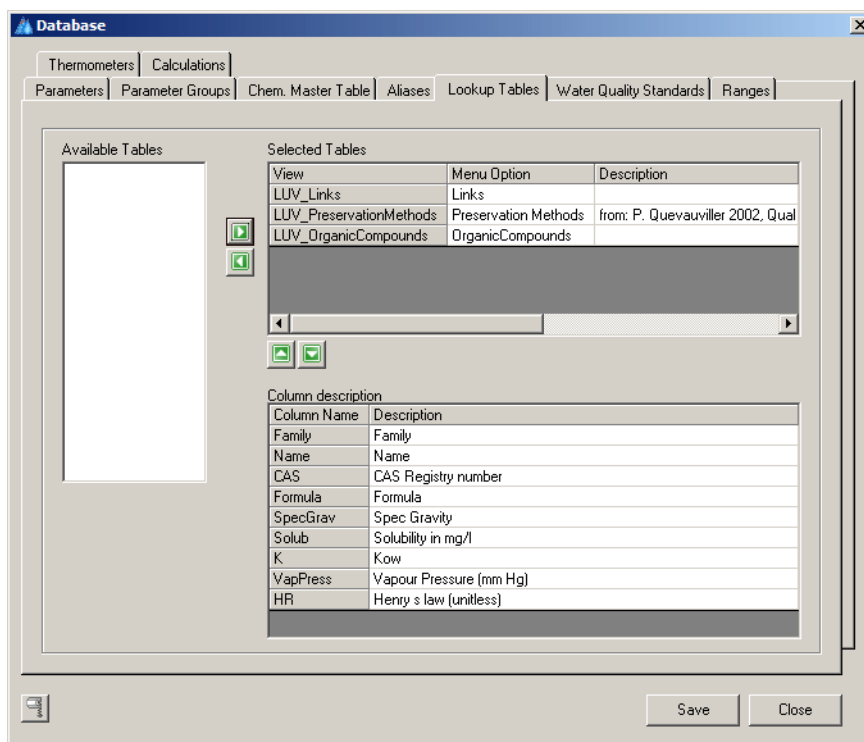 Database
Thermometers Calculations
Parameters Parameter Groups Chem. Master Table Aliases Lookup Tables Water Quality Standards Ranges
Available Tables Selected Tables
View Menu Option Description
LUV_Links Links
LUV_PreservationMethods Preservation Methods from: P. Quevauviller 2002, Qual
LUV_OrganicCompounds OrganicCompounds
Column description
Column Name Description
Family Family
Name Name
CAS CAS Registry number
Formula Formula
SpecGrav Spec Gravity
Solub Solubility in mg/l
K Kow
VapPress Vapour Pressure (mm Hg)
HR Henry s law (unitless)
Save Close